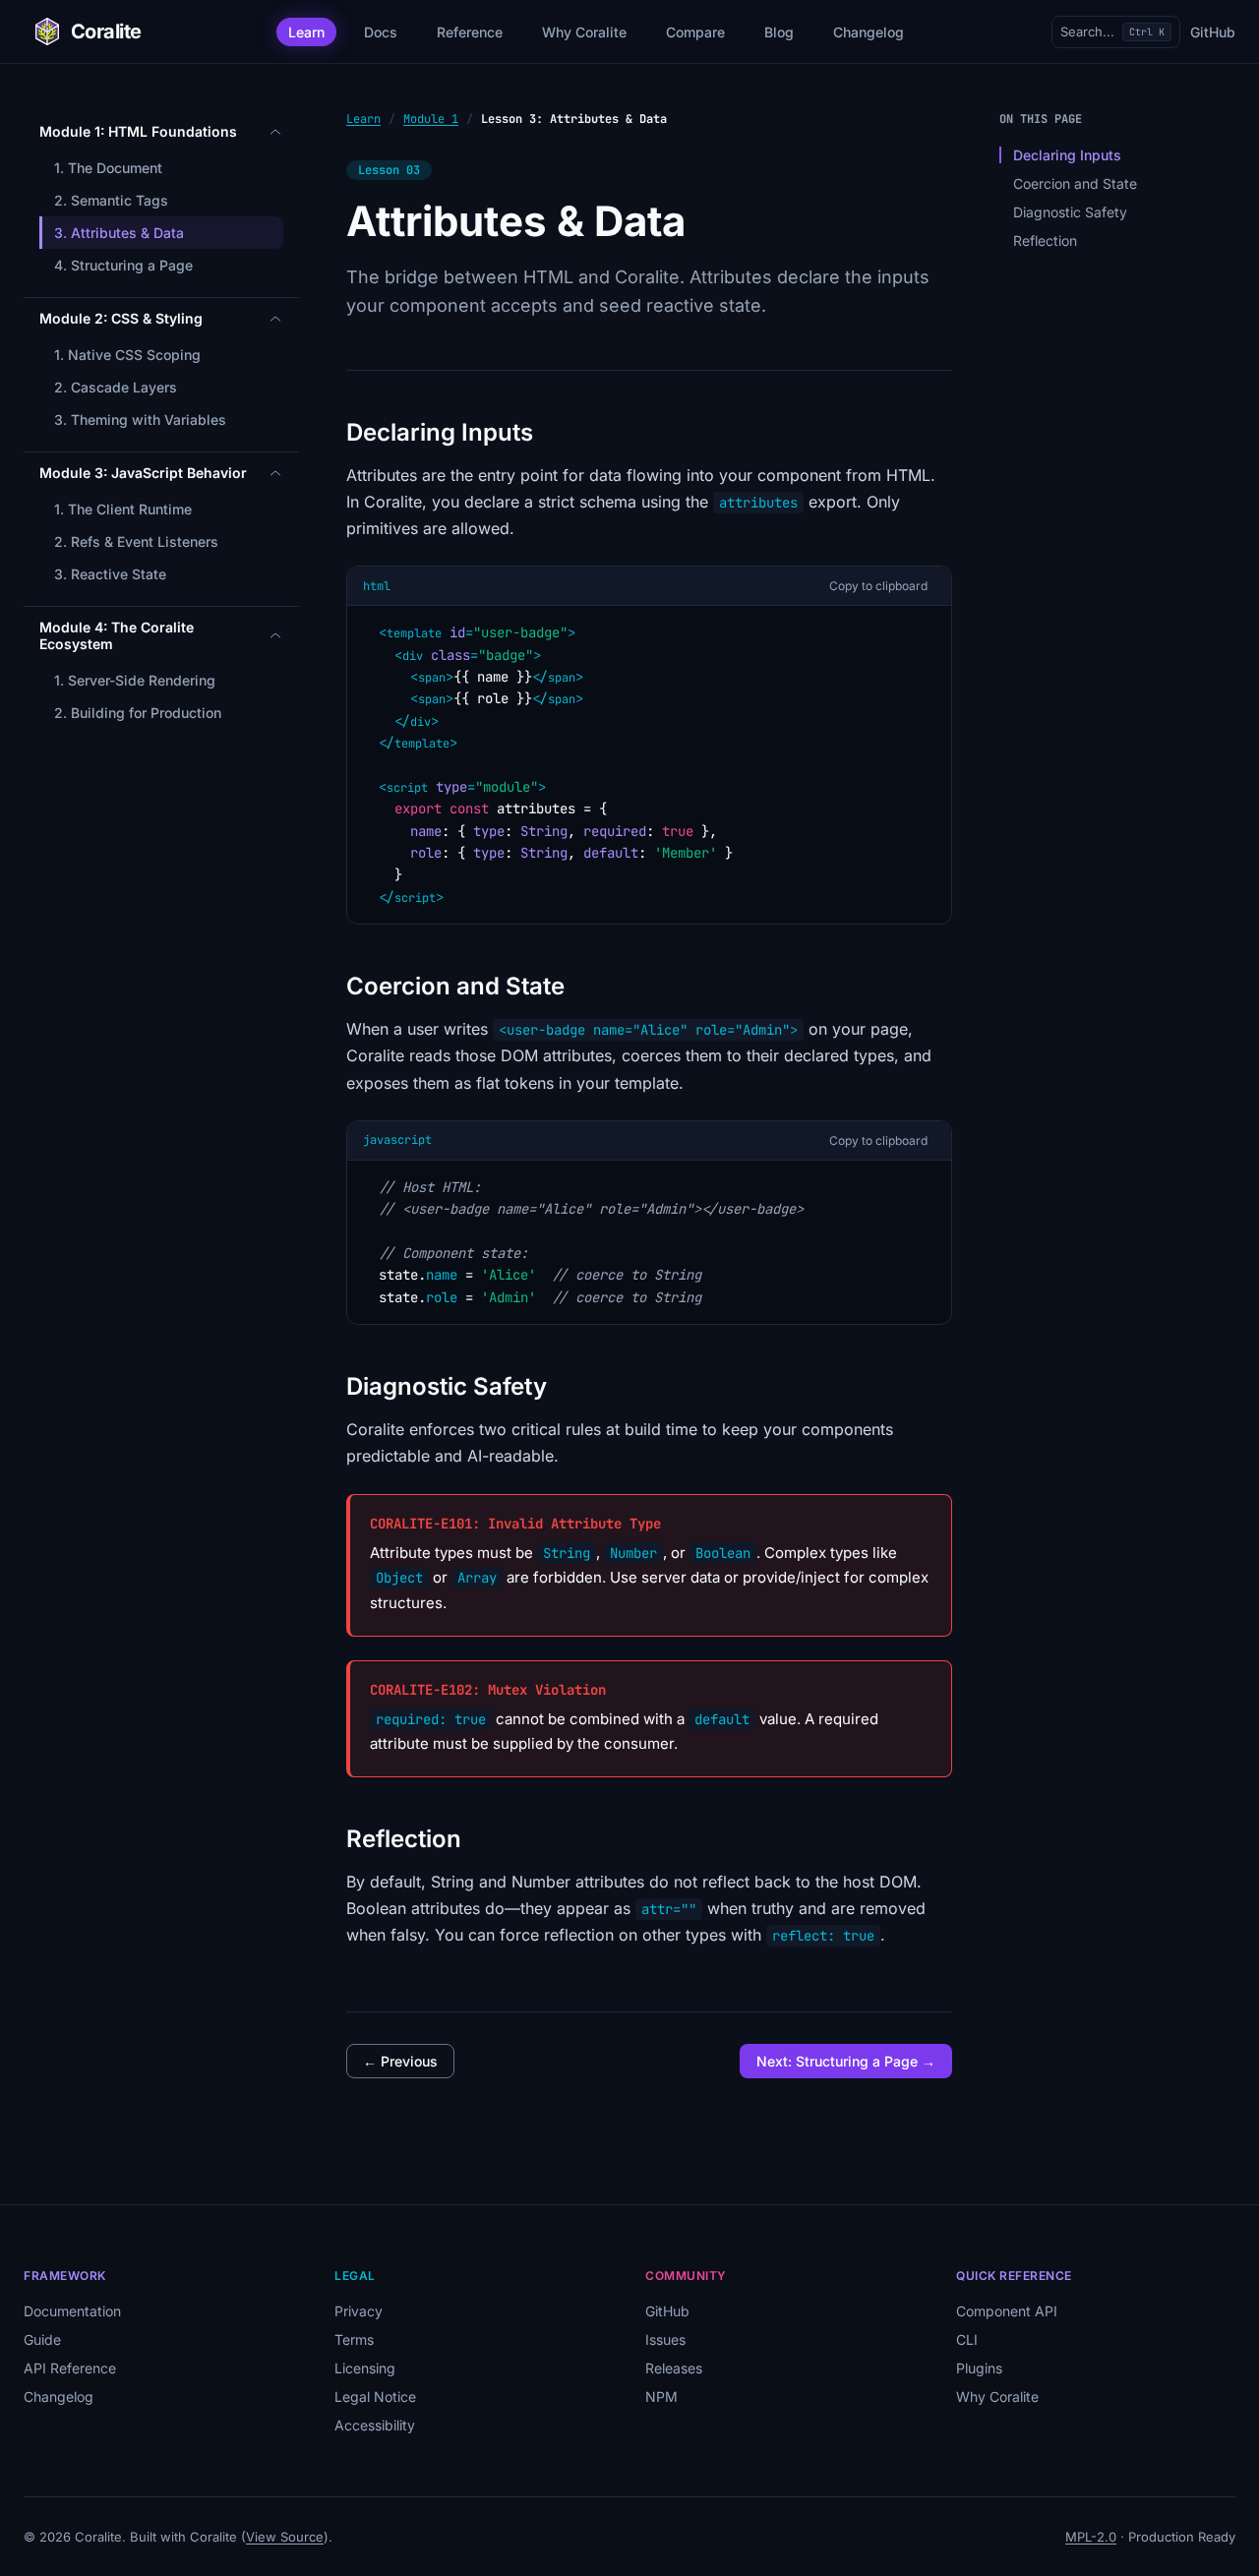 Coralite
Learn
Docs
Reference
Why Coralite
Compare
Blog
Changelog
Search... Ctrl K
GitHub
Module 1: HTML Foundations
1. The Document
2. Semantic Tags
3. Attributes & Data
4. Structuring a Page
Module 2: CSS & Styling
1. Native CSS Scoping
2. Cascade Layers
3. Theming with Variables
Module 3: JavaScript Behavior
1. The Client Runtime
2. Refs & Event Listeners
3. Reactive State
Module 4: The Coralite
Ecosystem
1. Server-Side Rendering
2. Building for Production
Learn / Module 1 / Lesson 3: Attributes & Data
Lesson 03
Attributes & Data
The bridge between HTML and Coralite. Attributes declare the inputs
your component accepts and seed reactive state.
Declaring Inputs
Attributes are the entry point for data flowing into your component from HTML.
In Coralite, you declare a strict schema using the attributes export. Only
primitives are allowed.
html
Copy to clipboard
<template id="user-badge">
<div class="badge">
<span>{{ name }}</span>
<span>{{ role }}</span>
</div>
</template>
<script type="module">
export const attributes = {
name: { type: String, required: true },
role: { type: String, default: 'Member' }
}
</script>
Coercion and State
When a user writes <user-badge name="Alice" role="Admin"> on your page,
Coralite reads those DOM attributes, coerces them to their declared types, and
exposes them as flat tokens in your template.
javascript
Copy to clipboard
// Host HTML:
// <user-badge name="Alice" role="Admin"></user-badge>
// Component state:
state.name = 'Alice'  // coerce to String
state.role = 'Admin'  // coerce to String
Diagnostic Safety
Coralite enforces two critical rules at build time to keep your components
predictable and AI-readable.
CORALITE-E101: Invalid Attribute Type
Attribute types must be String , Number , or Boolean . Complex types like
Object or Array are forbidden. Use server data or provide/inject for complex
structures.
CORALITE-E102: Mutex Violation
required: true cannot be combined with a default value. A required
attribute must be supplied by the consumer.
Reflection
By default, String and Number attributes do not reflect back to the host DOM.
Boolean attributes do—they appear as attr="" when truthy and are removed
when falsy. You can force reflection on other types with reflect: true .
← Previous
Next: Structuring a Page →
ON THIS PAGE
Declaring Inputs
Coercion and State
Diagnostic Safety
Reflection
FRAMEWORK
Documentation
Guide
API Reference
Changelog
LEGAL
Privacy
Terms
Licensing
Legal Notice
Accessibility
COMMUNITY
GitHub
Issues
Releases
NPM
QUICK REFERENCE
Component API
CLI
Plugins
Why Coralite
© 2026 Coralite. Built with Coralite (View Source).
MPL-2.0 · Production Ready